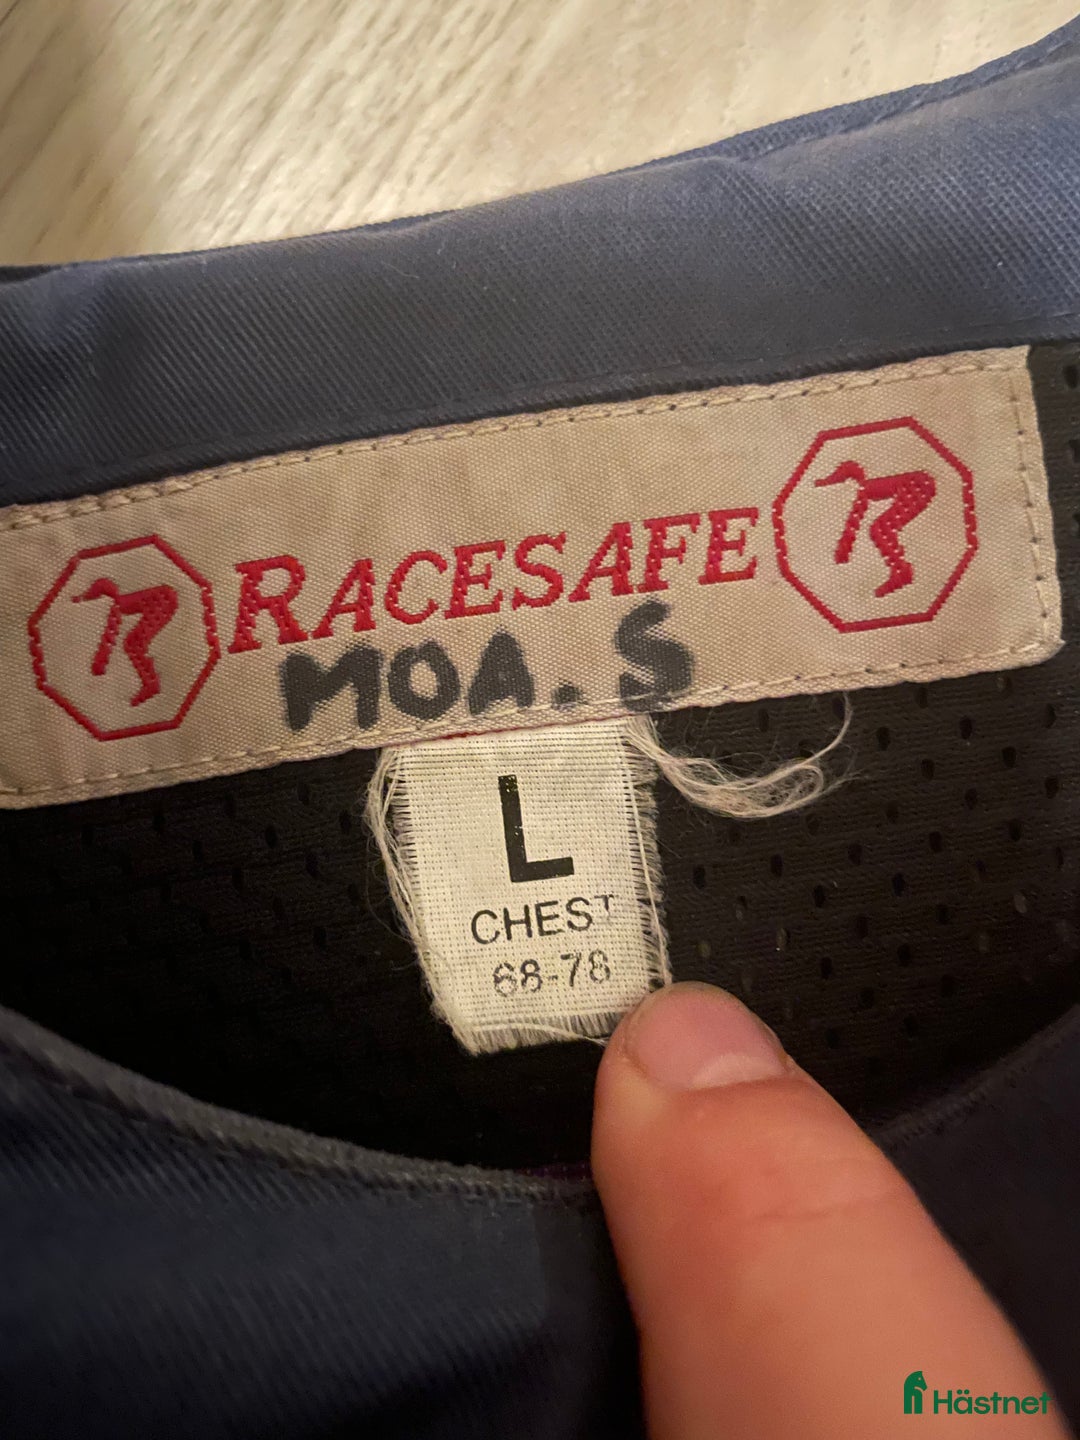 RACESAFE
MOA.S
L
CHEST
68-78
Hästnet